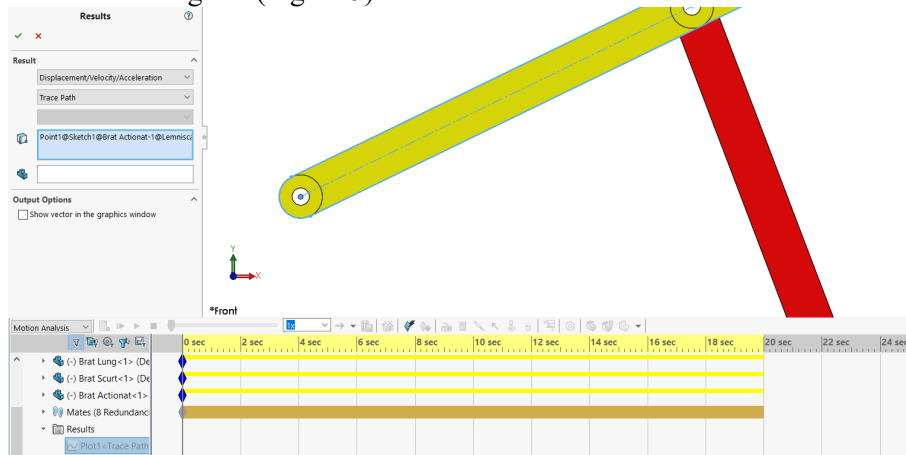 Results
Result
Displacement/Velocity/Acceleration
Trace Path
Point1@Sketch1@Brat Actionat-1@Lemnisca
Output Options
Show vector in the graphics window
Y
X
*Front
Motion Analysis
1x
0 sec 2 sec 4 sec 6 sec 8 sec 10 sec 12 sec 14 sec 16 sec 18 sec 20 sec 22 sec 24 sec
(-) Brat Lung<1> (De
(-) Brat Scurt<1> (De
(-) Brat Actionat<1>
Mates (8 Redundanc
Results
Plot1<Trace Path